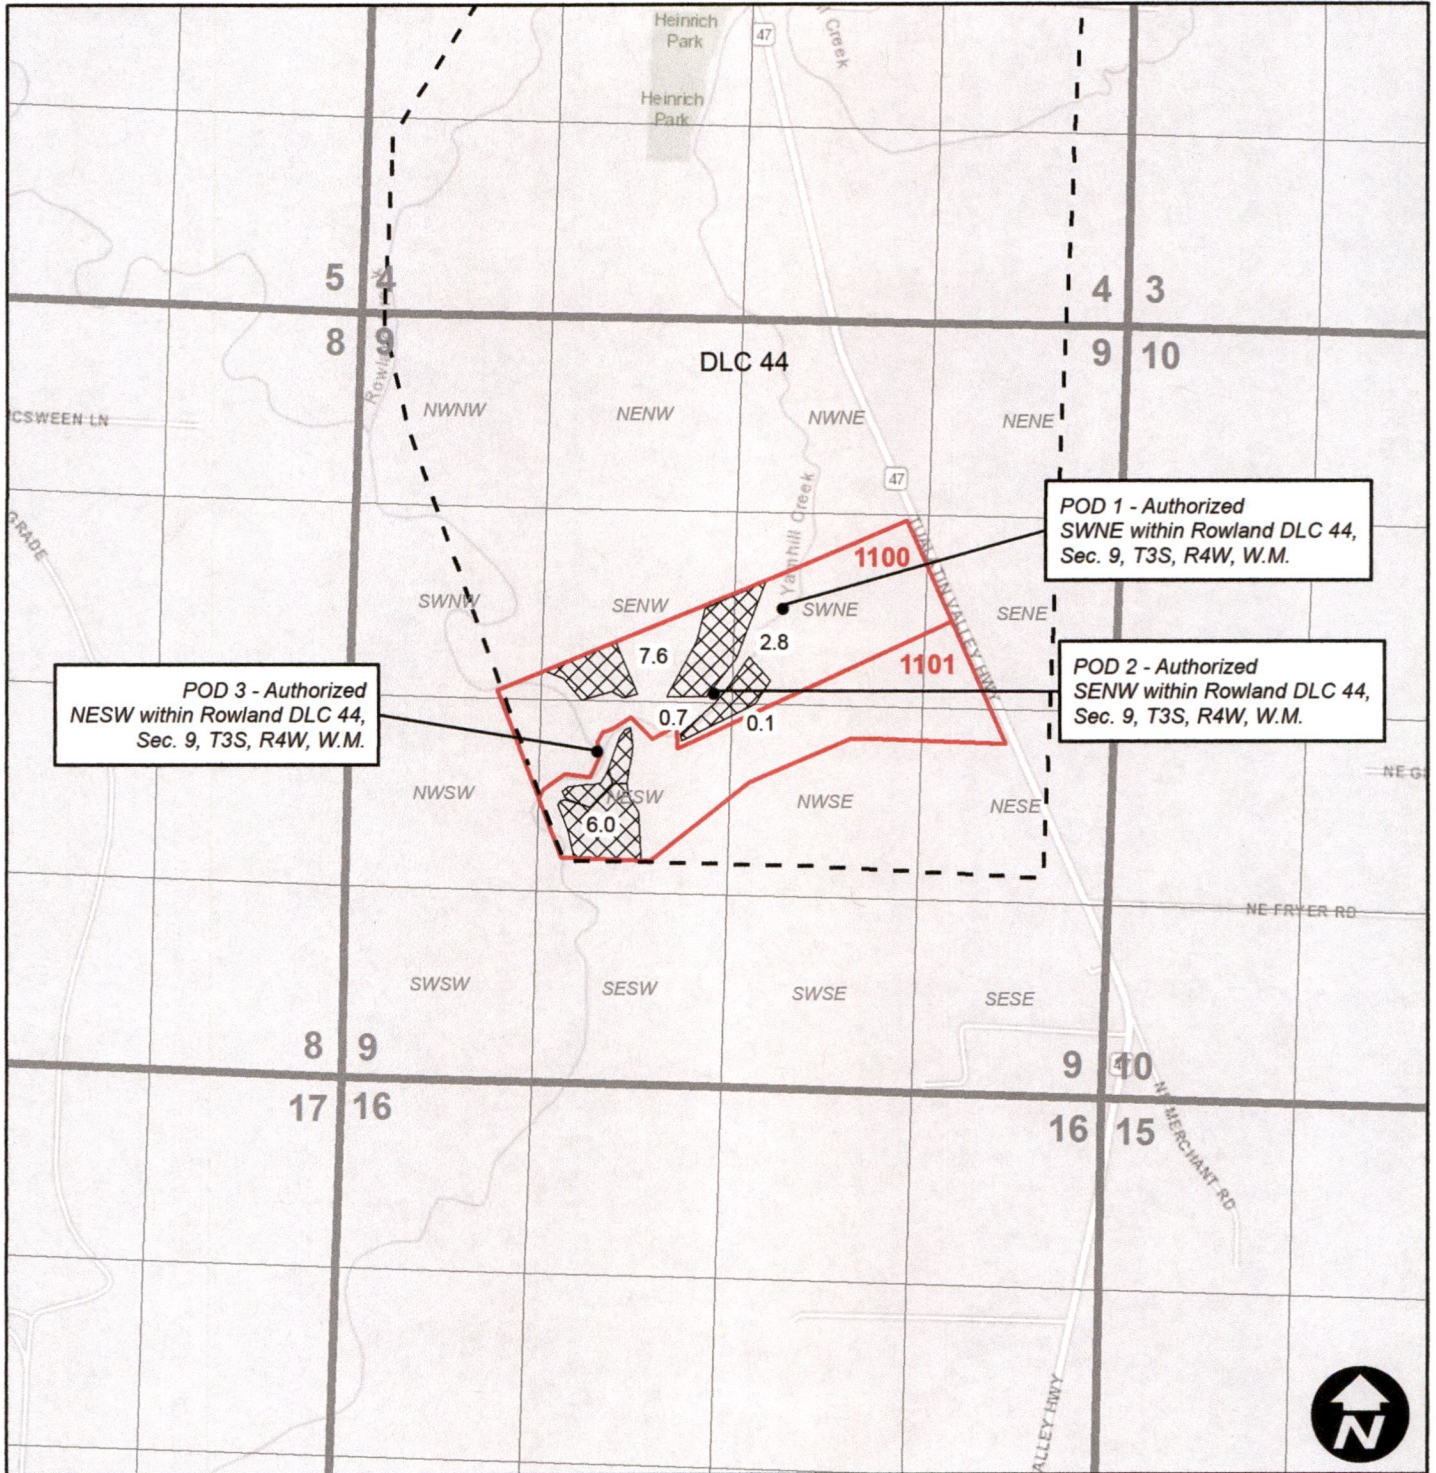 Heinrich
Park
47
Creek
Heinrich
Park
5 4
4 3
8 9
9 10
DLC 44
NWNW
NENW
NWNE
NENE
CSWEEN LN
47
POD 1 - Authorized
SWNE within Rowland DLC 44,
Sec. 9, T3S, R4W, W.M.
GRADE
Yamhill Creek
TUALATIN VALLEY HWY
1100
SWNW
SENW
SWNE
SENE
7.6
2.8
1101
POD 2 - Authorized
SENW within Rowland DLC 44,
Sec. 9, T3S, R4W, W.M.
POD 3 - Authorized
NESW within Rowland DLC 44,
Sec. 9, T3S, R4W, W.M.
0.7
0.1
NWSW
NESW
NWSE
NESE
6.0
NE FRYER RD
SWSW
SESW
SWSE
SESE
8 9
9 10
17 16
16 15
NE MERCHANT RD
ALLEY HWY
N